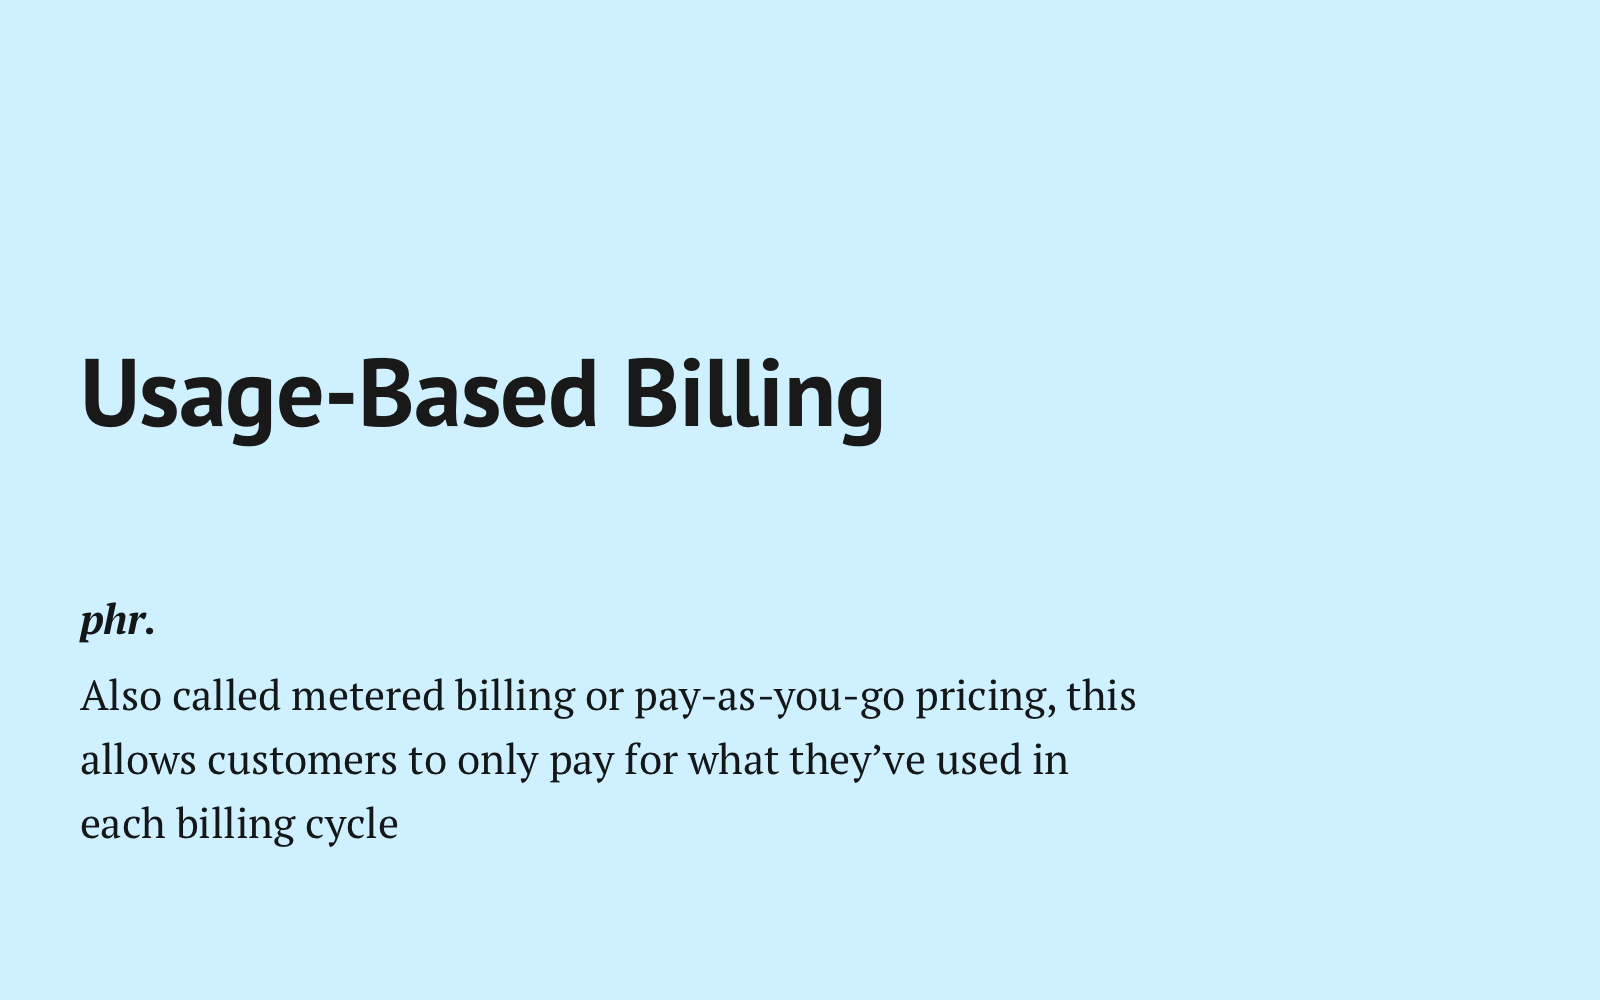 Usage-Based Billing
phr.
Also called metered billing or pay-as-you-go pricing, this
allows customers to only pay for what they’ve used in
each billing cycle